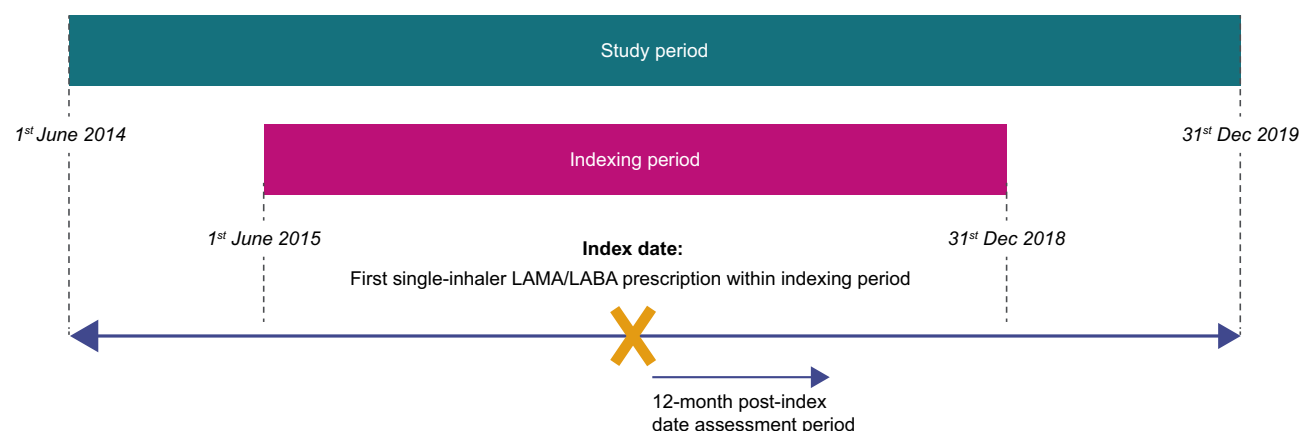 Study period
1st June 2014
31st Dec 2019
Indexing period
1st June 2015
31st Dec 2018
Index date:
First single-inhaler LAMA/LABA prescription within indexing period
12-month post-index
date assessment period